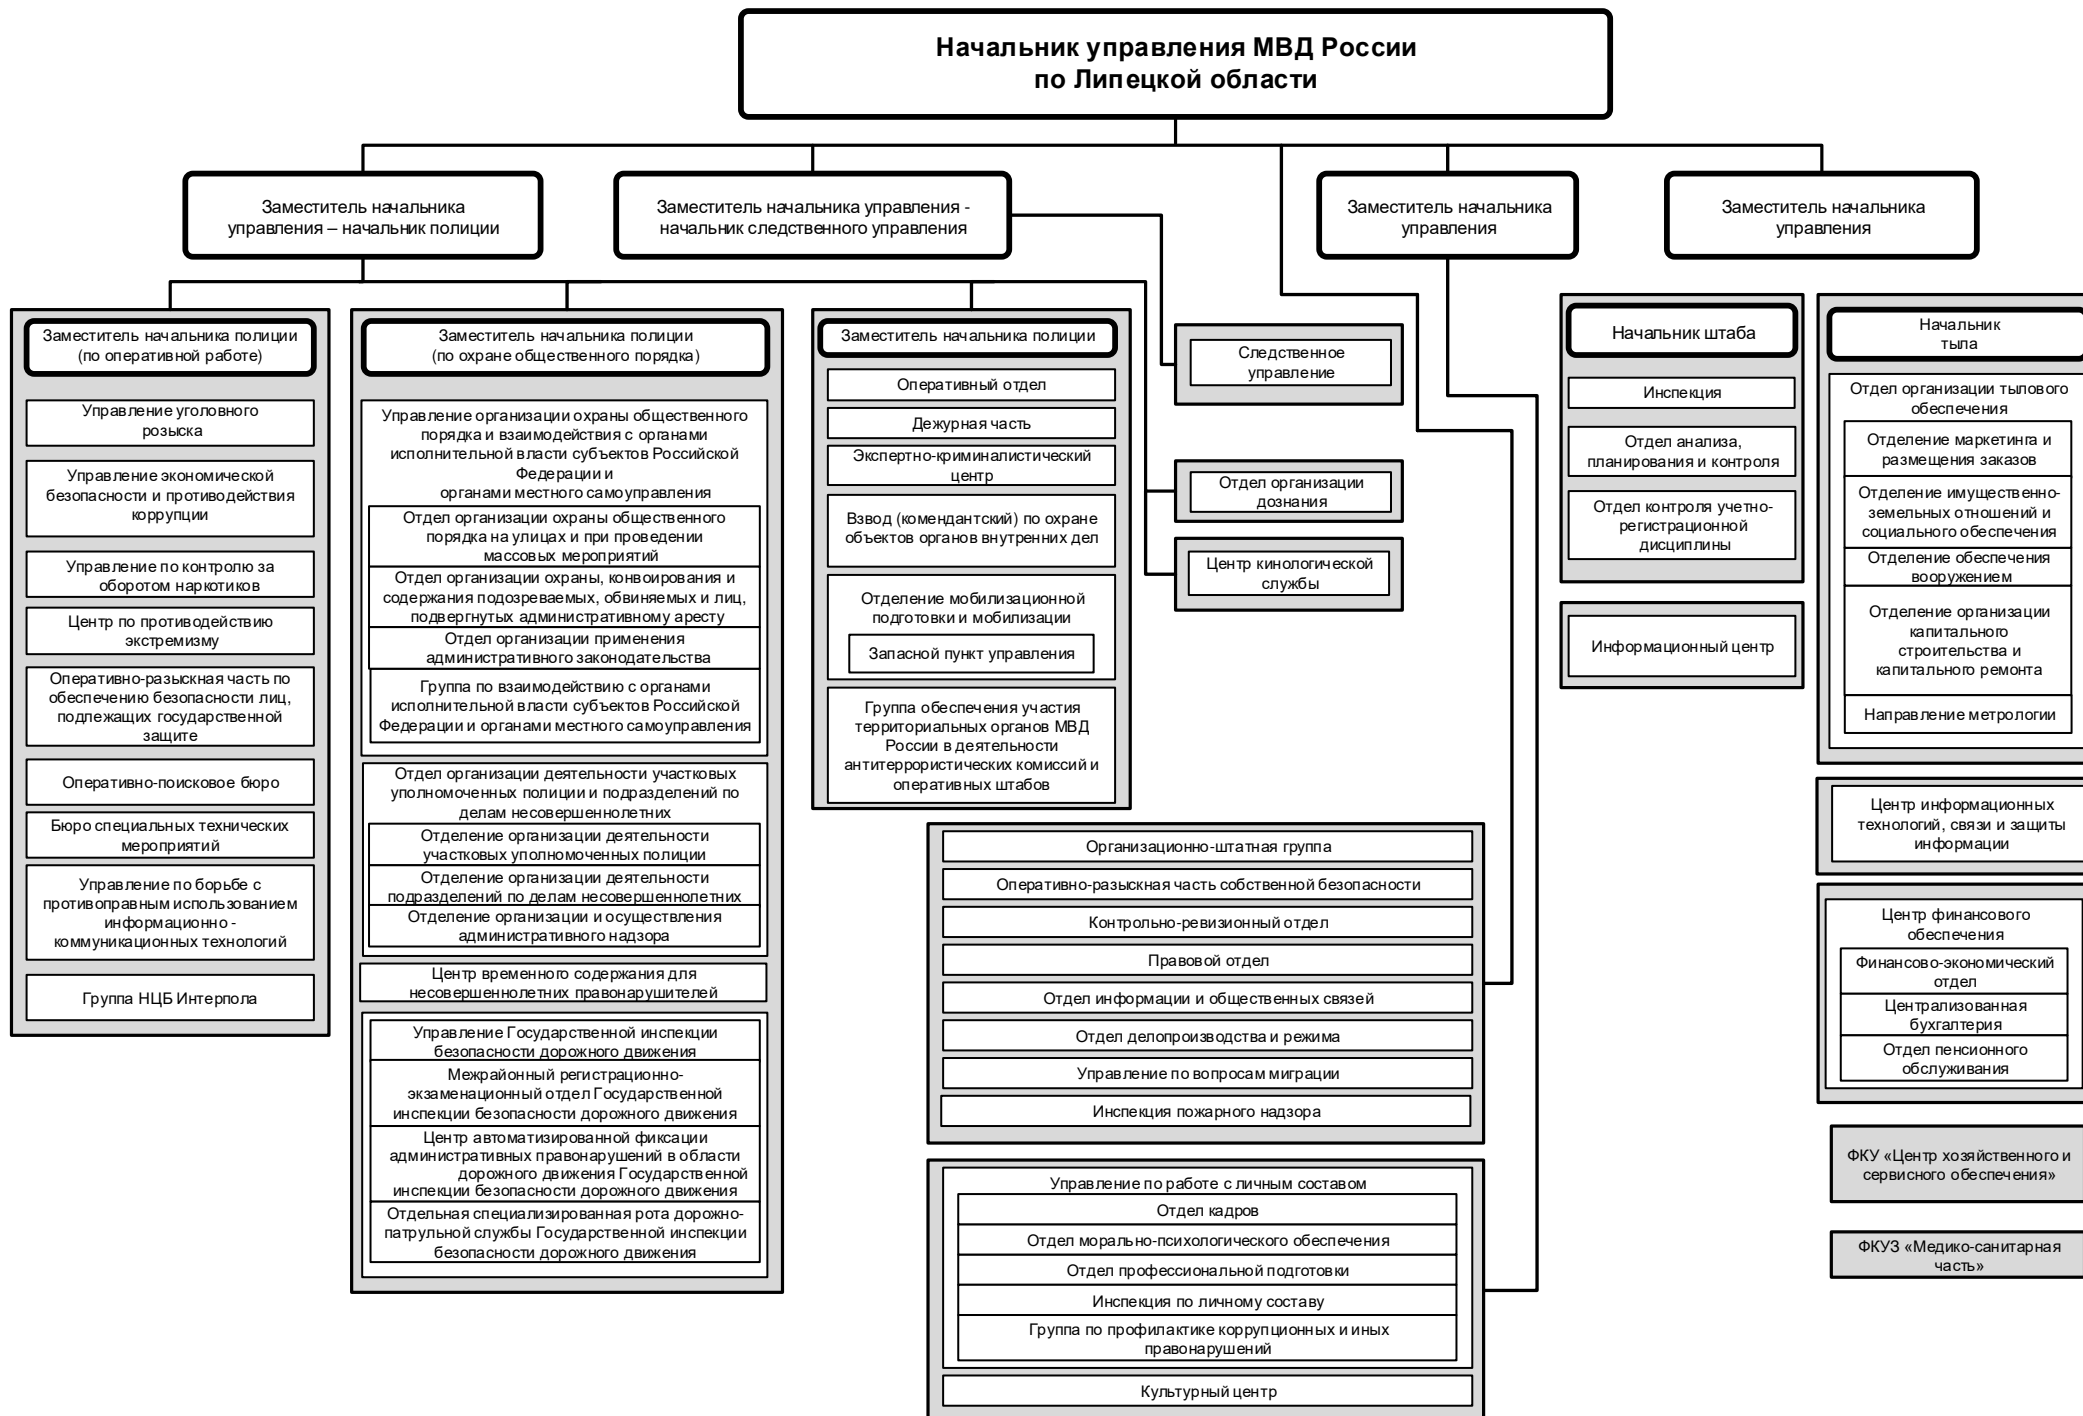 Начальник управления МВД России
по Липецкой области
Заместитель начальника
управления – начальник полиции
Заместитель начальника управления -
начальник следственного управления
Заместитель начальника
управления
Заместитель начальника
управления
Заместитель начальника полиции
(по оперативной работе)
Управление уголовного
розыска
Управление экономической
безопасности и противодействия
коррупции
Управление по контролю за
оборотом наркотиков
Центр по противодействию
экстремизму
Оперативно-разыскная часть по
обеспечению безопасности лиц,
подлежащих государственной
защите
Оперативно-поисковое бюро
Бюро специальных технических
мероприятий
Управление по борьбе с
противоправным использованием
информационно -
коммуникационных технологий
Группа НЦБ Интерпола
Заместитель начальника полиции
(по охране общественного порядка)
Управление организации охраны общественного
порядка и взаимодействия с органами
исполнительной власти субъектов Российской
Федерации и
органами местного самоуправления
Отдел организации охраны общественного
порядка на улицах и при проведении
массовых мероприятий
Отдел организации охраны, конвоирования и
содержания подозреваемых, обвиняемых и лиц,
подвергнутых административному аресту
Отдел организации применения
административного законодательства
Группа по взаимодействию с органами
исполнительной власти субъектов Российской
Федерации и органами местного самоуправления
Отдел организации деятельности участковых
уполномоченных полиции и подразделений по
делам несовершеннолетних
Отделение организации деятельности
участковых уполномоченных полиции
Отделение организации деятельности
подразделений по делам несовершеннолетних
Отделение организации и осуществления
административного надзора
Центр временного содержания для
несовершеннолетних правонарушителей
Управление Государственной инспекции
безопасности дорожного движения
Межрайонный регистрационно-
экзаменационный отдел Государственной
инспекции безопасности дорожного движения
Центр автоматизированной фиксации
административных правонарушений в области
дорожного движения Государственной
инспекции безопасности дорожного движения
Отдельная специализированная рота дорожно-
патрульной службы Государственной инспекции
безопасности дорожного движения
Заместитель начальника полиции
Оперативный отдел
Дежурная часть
Экспертно-криминалистический
центр
Взвод (комендантский) по охране
объектов органов внутренних дел
Отделение мобилизационной
подготовки и мобилизации
Запасной пункт управления
Группа обеспечения участия
территориальных органов МВД
России в деятельности
антитеррористических комиссий и
оперативных штабов
Следственное
управление
Отдел организации
дознания
Центр кинологической
службы
Организационно-штатная группа
Оперативно-разыскная часть собственной безопасности
Контрольно-ревизионный отдел
Правовой отдел
Отдел информации и общественных связей
Отдел делопроизводства и режима
Управление по вопросам миграции
Инспекция пожарного надзора
Управление по работе с личным составом
Отдел кадров
Отдел морально-психологического обеспечения
Отдел профессиональной подготовки
Инспекция по личному составу
Группа по профилактике коррупционных и иных
правонарушений
Культурный центр
Начальник штаба
Инспекция
Отдел анализа,
планирования и контроля
Отдел контроля учетно-
регистрационной
дисциплины
Информационный центр
Начальник
тыла
Отдел организации тылового
обеспечения
Отделение маркетинга и
размещения заказов
Отделение имущественно-
земельных отношений и
социального обеспечения
Отделение обеспечения
вооружением
Отделение организации
капитального
строительства и
капитального ремонта
Направление метрологии
Центр информационных
технологий, связи и защиты
информации
Центр финансового
обеспечения
Финансово-экономический
отдел
Централизованная
бухгалтерия
Отдел пенсионного
обслуживания
ФКУ «Центр хозяйственного и
сервисного обеспечения»
ФКУЗ «Медико-санитарная
часть»